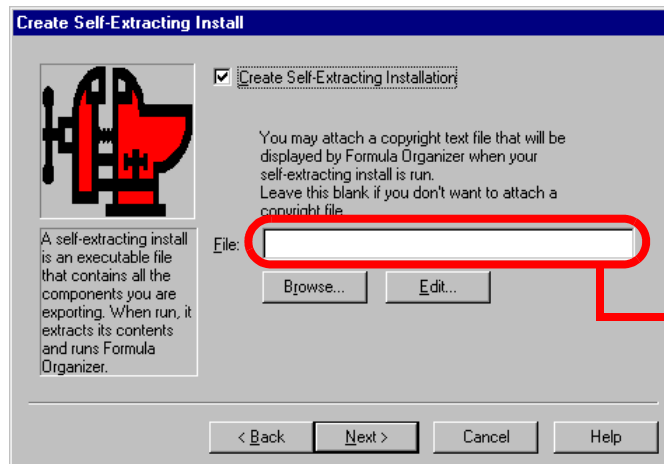 Create Self-Extracting Install
Create Self-Extracting Installation
You may attach a copyright text file that will be
displayed by Formula Organizer when your
self-extracting install is run.
Leave this blank if you don't want to attach a
copyright file.
A self-extracting install
is an executable file
that contains all the
components you are
exporting. When run, it
extracts its contents
and runs Formula
Organizer.
File:
Browse...
Edit...
< Back
Next >
Cancel
Help